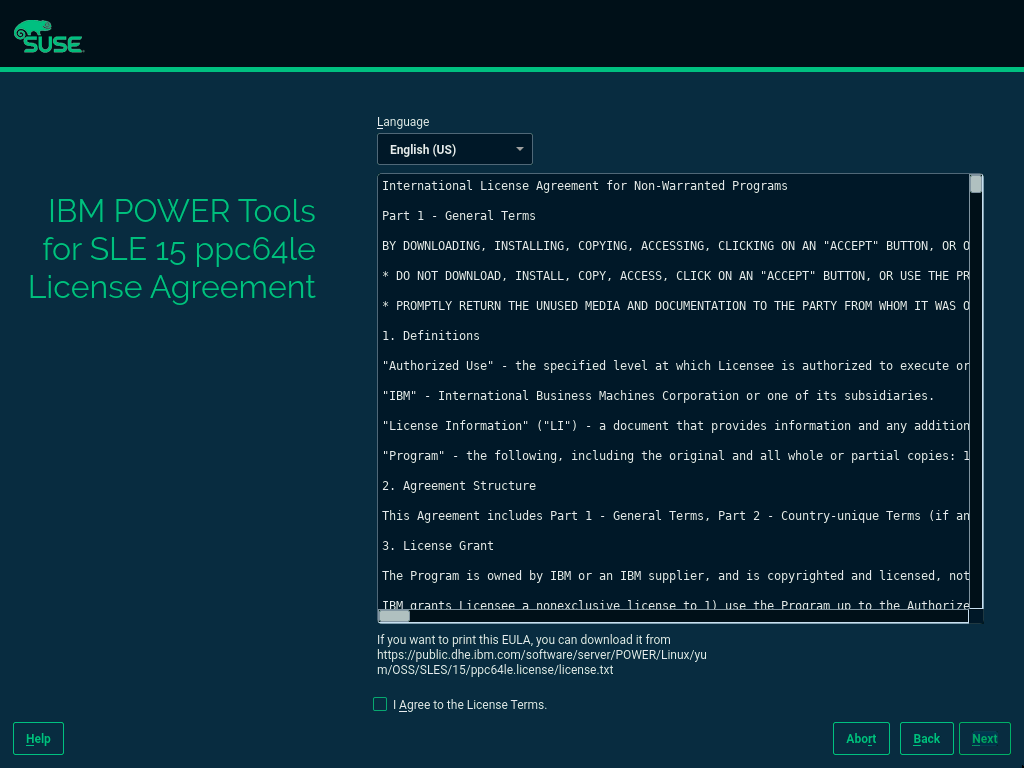 SUSE
IBM POWER Tools
for SLE 15 ppc64le
License Agreement
Language
English (US)
International License Agreement for Non-Warranted Programs
Part 1 - General Terms
BY DOWNLOADING, INSTALLING, COPYING, ACCESSING, CLICKING ON AN "ACCEPT" BUTTON, OR O
* DO NOT DOWNLOAD, INSTALL, COPY, ACCESS, CLICK ON AN "ACCEPT" BUTTON, OR USE THE PR
* PROMPTLY RETURN THE UNUSED MEDIA AND DOCUMENTATION TO THE PARTY FROM WHOM IT WAS O
1. Definitions
"Authorized Use" - the specified level at which Licensee is authorized to execute or
"IBM" - International Business Machines Corporation or one of its subsidiaries.
"License Information" ("LI") - a document that provides information and any addition
"Program" - the following, including the original and all whole or partial copies: 1
2. Agreement Structure
This Agreement includes Part 1 - General Terms, Part 2 - Country-unique Terms (if an
3. License Grant
The Program is owned by IBM or an IBM supplier, and is copyrighted and licensed, not
IBM grants Licensee a nonexclusive license to 1) use the Program up to the Authorize
If you want to print this EULA, you can download it from
https://public.dhe.ibm.com/software/server/POWER/Linux/yu
m/OSS/SLES/15/ppc64le.license/license.txt
I Agree to the License Terms.
Help
Abort
Back
Next